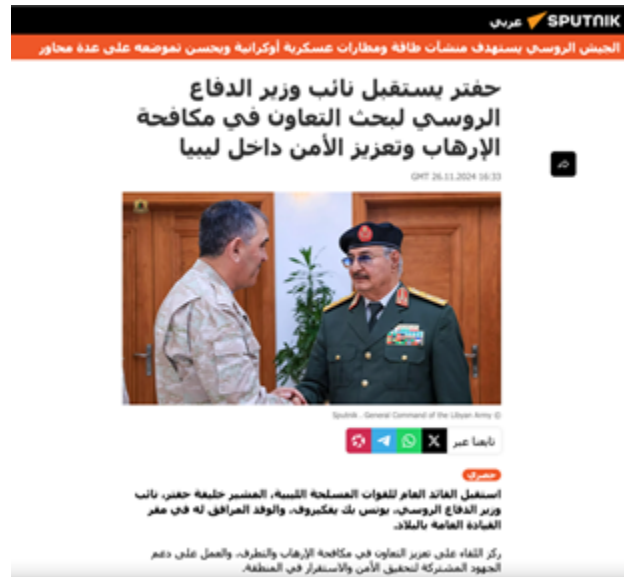 SPUTNIK عربي
الجيش الروسي يستهدف منشآت طاقة ومطارات عسكرية أوكرانية ويحسن تموضعه على عدة محاور
حفتر يستقبل نائب وزير الدفاع
الروسي لبحث التعاون في مكافحة
الإرهاب وتعزيز الأمن داخل ليبيا
GMT 26.11.2024 16:33
Sputnik . General Command of the Libyan Army ©
تابعنا عبر
حصري
استقبل القائد العام للقوات المسلحة الليبية، المشير خليفة حفتر، نائب
وزير الدفاع الروسي، يونس بك يفكيروف، والوفد المرافق له في مقر
القيادة العامة بالبلاد.
ركز اللقاء على تعزيز التعاون في مكافحة الإرهاب والتطرف، والعمل على دعم
الجهود المشتركة لتحقيق الأمن والاستقرار في المنطقة.